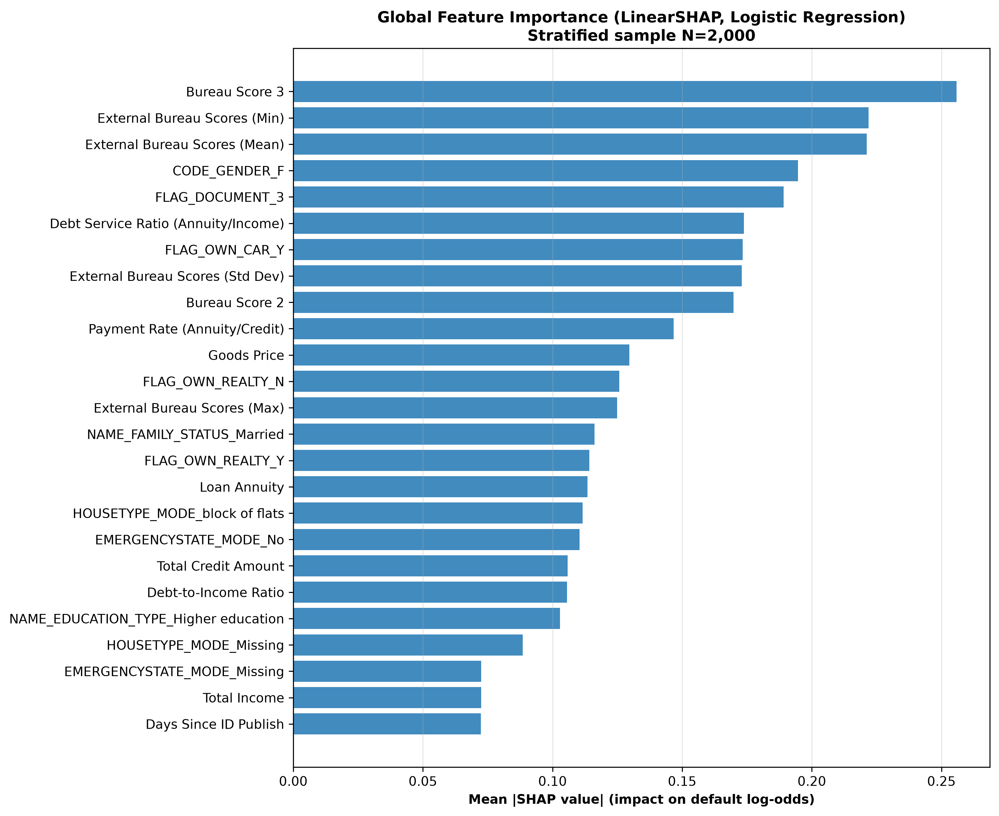 Global Feature Importance (LinearSHAP, Logistic Regression)
Stratified sample N=2,000
Bureau Score 3
External Bureau Scores (Min)
External Bureau Scores (Mean)
CODE_GENDER_F
FLAG_DOCUMENT_3
Debt Service Ratio (Annuity/Income)
FLAG_OWN_CAR_Y
External Bureau Scores (Std Dev)
Bureau Score 2
Payment Rate (Annuity/Credit)
Goods Price
FLAG_OWN_REALTY_N
External Bureau Scores (Max)
NAME_FAMILY_STATUS_Married
FLAG_OWN_REALTY_Y
Loan Annuity
HOUSETYPE_MODE_block of flats
EMERGENCYSTATE_MODE_No
Total Credit Amount
Debt-to-Income Ratio
NAME_EDUCATION_TYPE_Higher education
HOUSETYPE_MODE_Missing
EMERGENCYSTATE_MODE_Missing
Total Income
Days Since ID Publish
0.00 0.05 0.10 0.15 0.20 0.25
Mean |SHAP value| (impact on default log-odds)